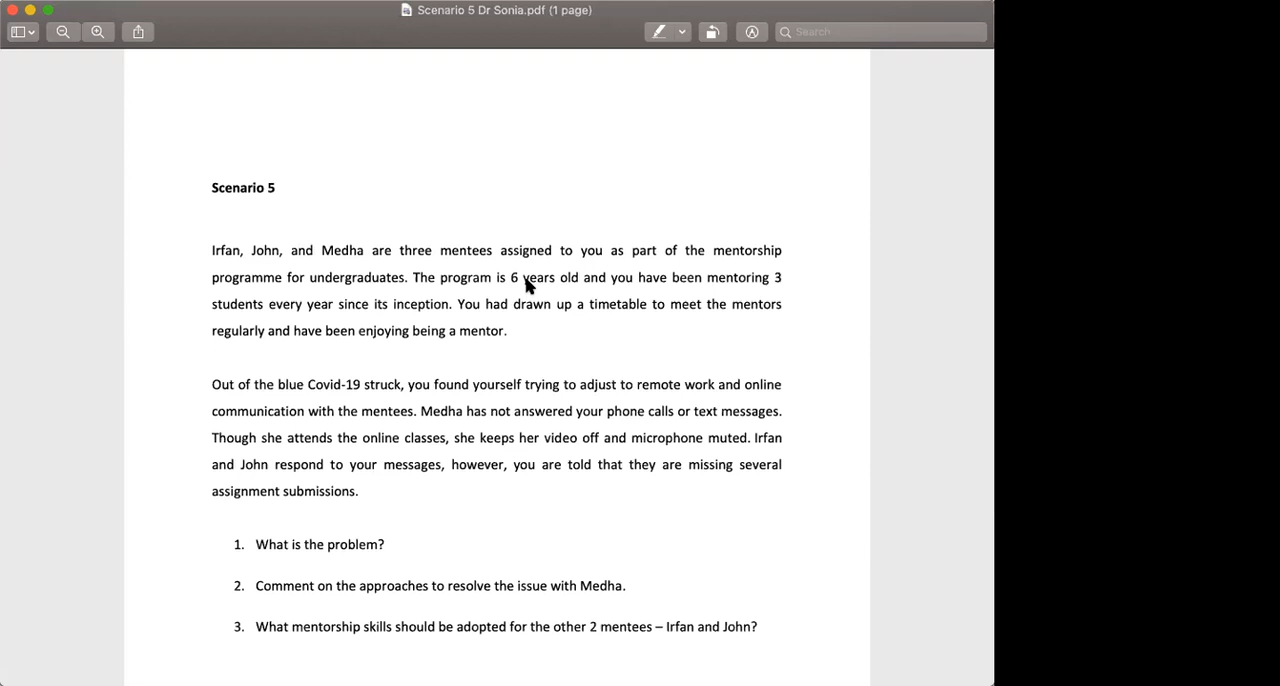 Scenario 5 Dr Sonia.pdf (1 page)
Search
Scenario 5
Irfan, John, and Medha are three mentees assigned to you as part of the mentorship
programme for undergraduates. The program is 6 years old and you have been mentoring 3
students every year since its inception. You had drawn up a timetable to meet the mentors
regularly and have been enjoying being a mentor.
Out of the blue Covid-19 struck, you found yourself trying to adjust to remote work and online
communication with the mentees. Medha has not answered your phone calls or text messages.
Though she attends the online classes, she keeps her video off and microphone muted. Irfan
and John respond to your messages, however, you are told that they are missing several
assignment submissions.
1. What is the problem?
2. Comment on the approaches to resolve the issue with Medha.
3. What mentorship skills should be adopted for the other 2 mentees – Irfan and John?